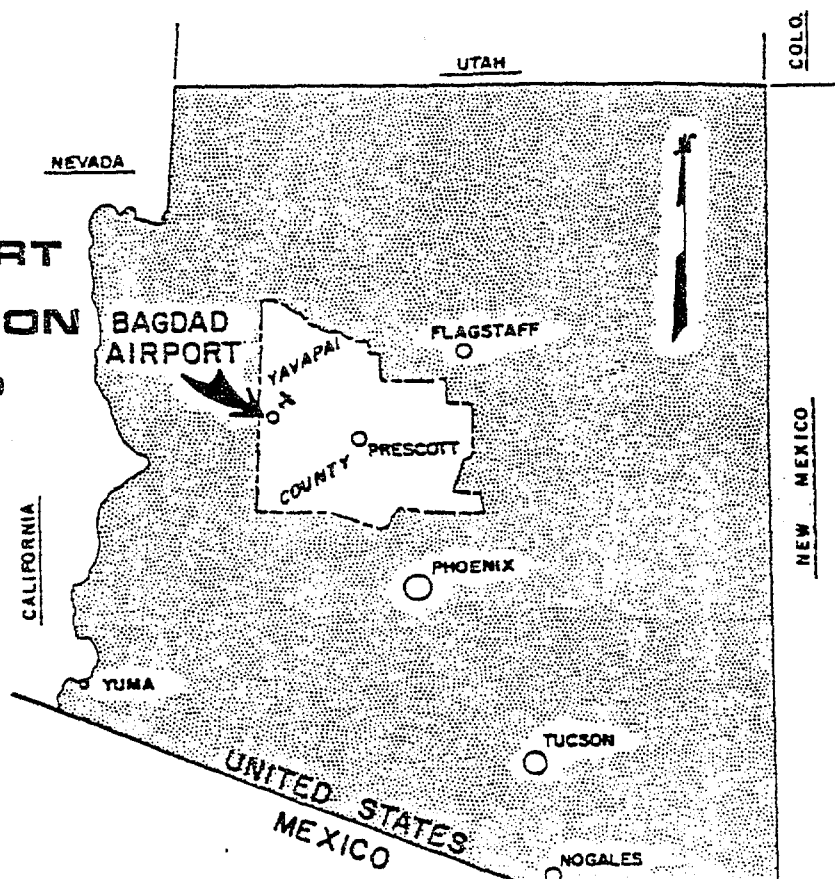 COLO.
UTAH
NEVADA
RT
ON
BAGDAD
AIRPORT
YAVAPAI
COUNTY
FLAGSTAFF
PRESCOTT
CALIFORNIA
NEW MEXICO
PHOENIX
YUMA
TUCSON
UNITED STATES
MEXICO
NOGALES